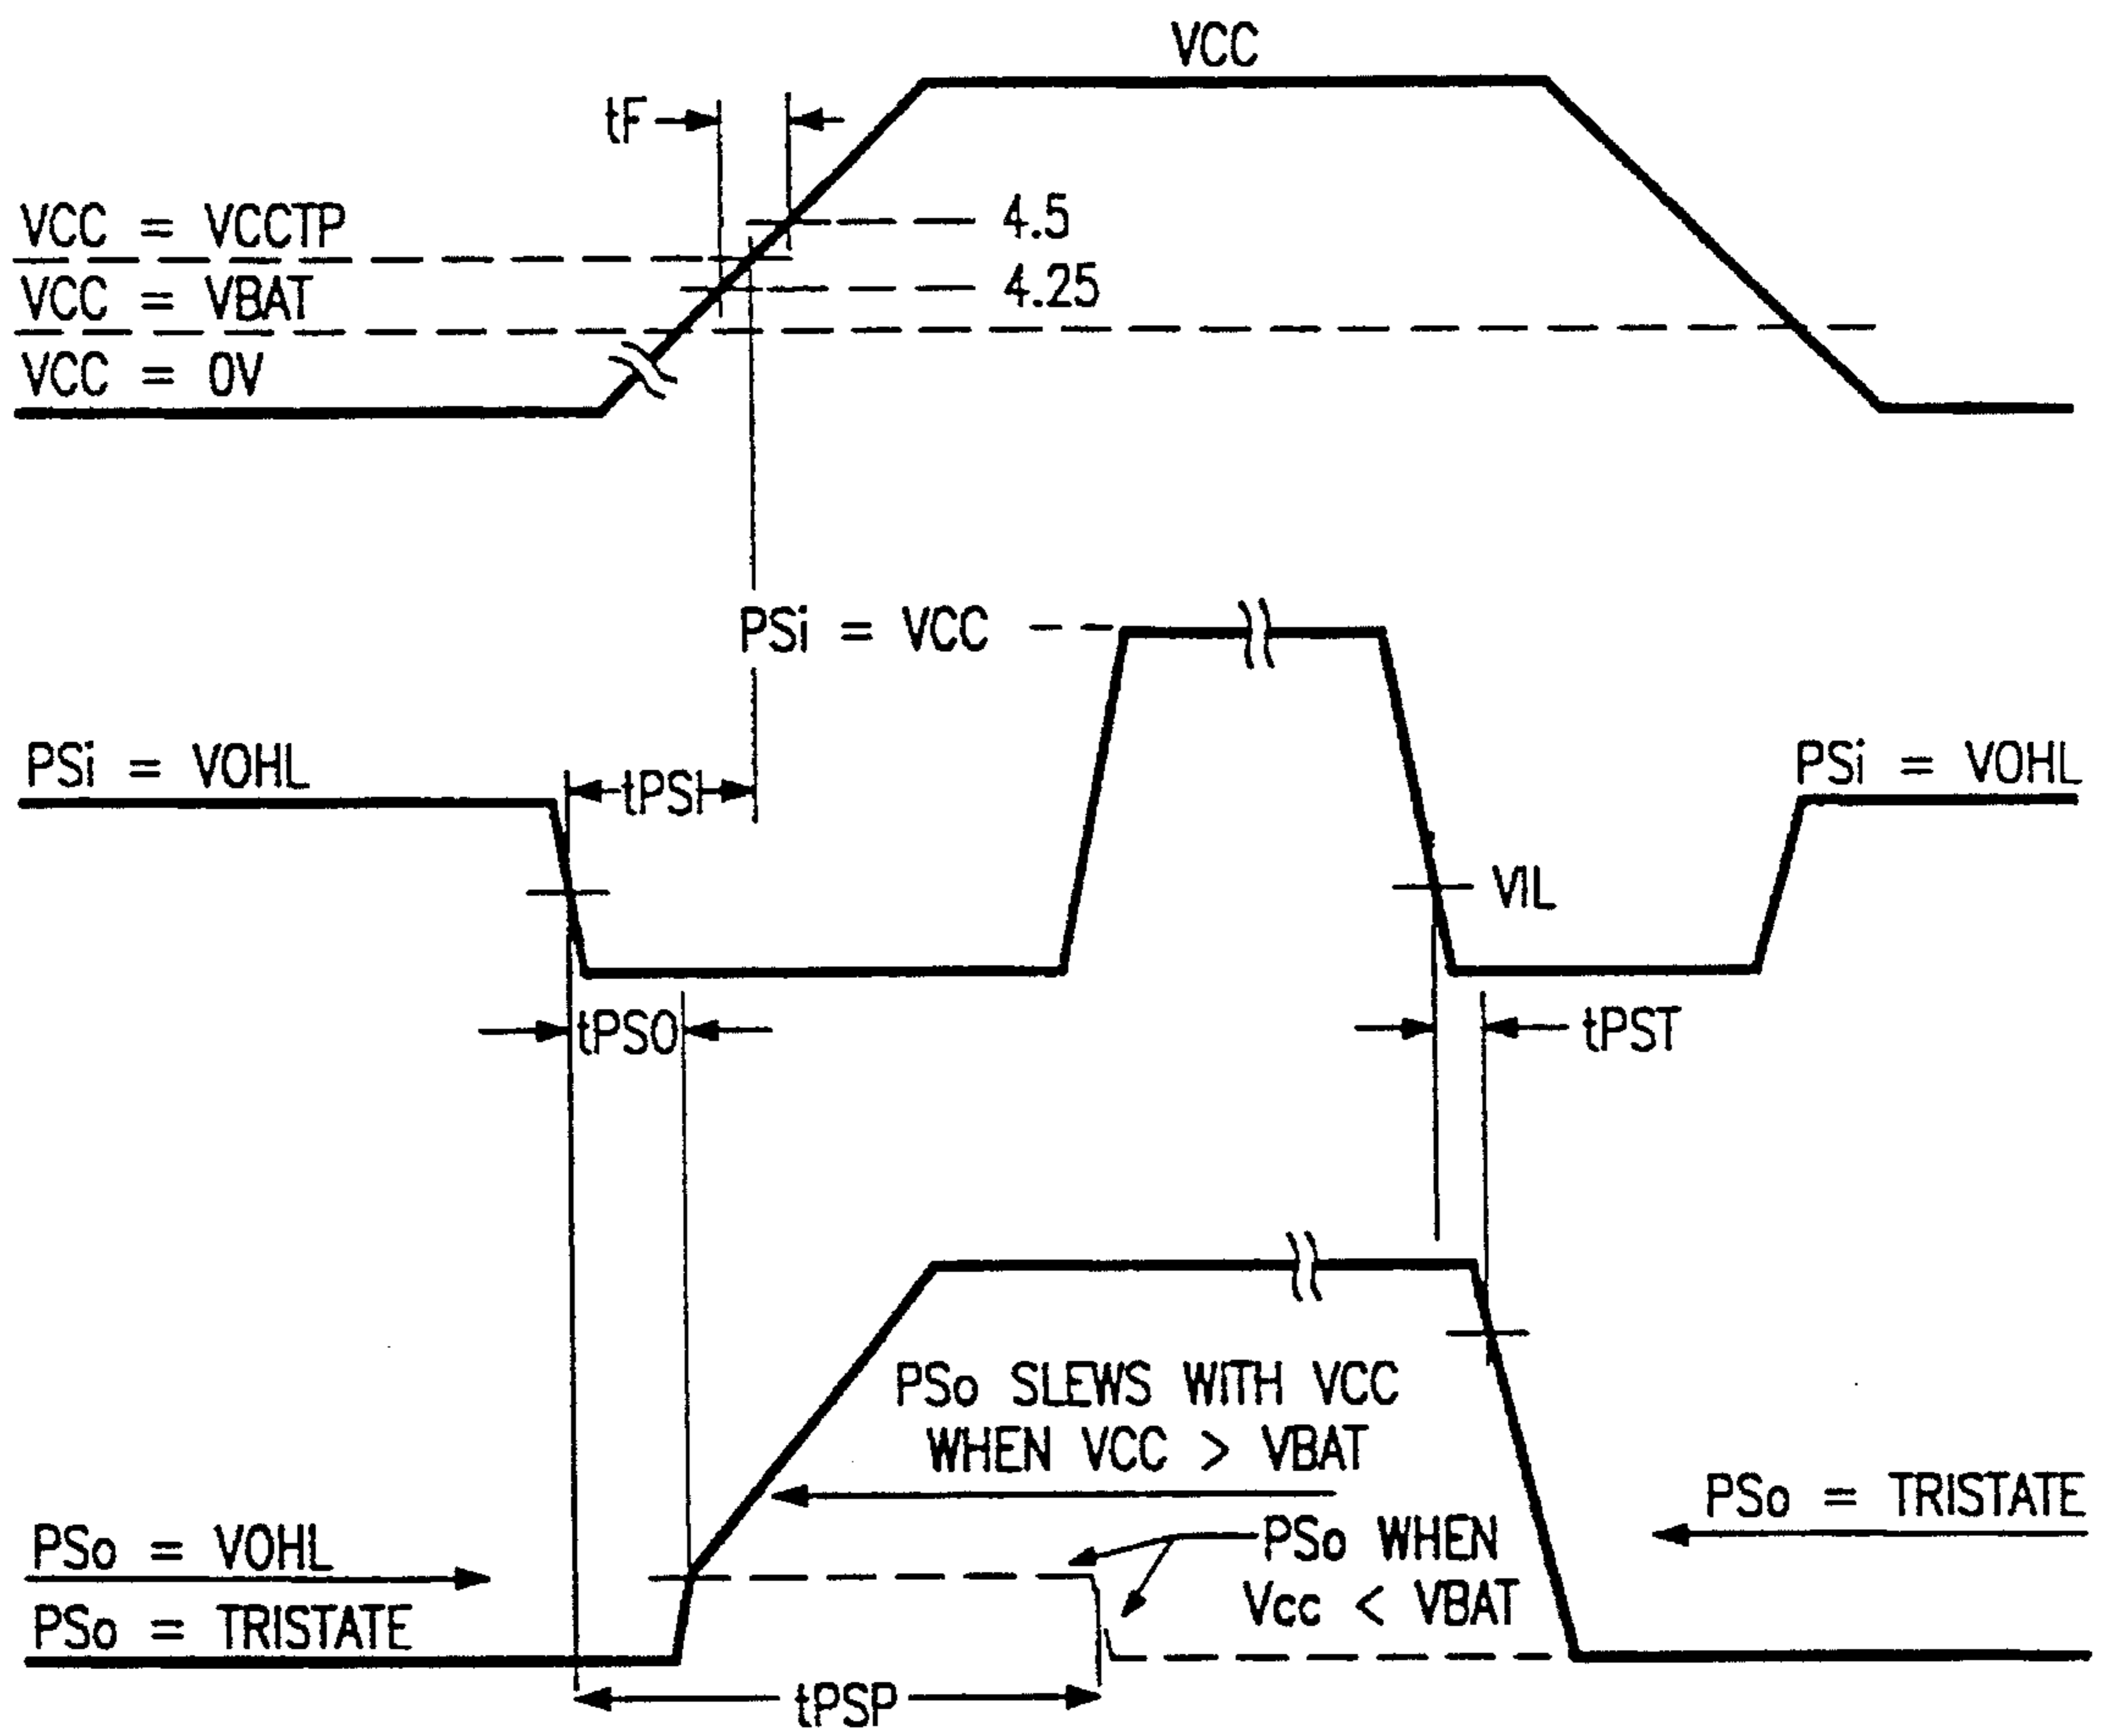 VCC
tF
VCC = VCCTP
4.5
VCC = VBAT
4.25
VCC = 0V
PSi = VCC
PSi = VOHL
tPSI
PSi = VOHL
VIL
tPSO
tPST
PSo SLEWS WITH VCC
WHEN VCC > VBAT
PSo = TRISTATE
PSo = VOHL
PSo WHEN
Vcc < VBAT
PSo = TRISTATE
tPSP